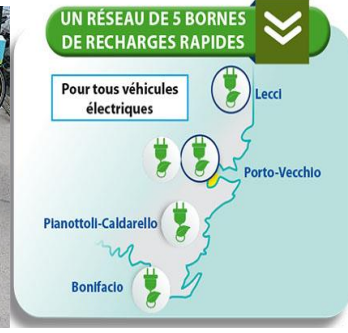 UN RÉSEAU DE 5 BORNES
DE RECHARGES RAPIDES
Pour tous véhicules
électriques
Lecci
Porto-Vecchio
Pianottoli-Caldarello
Bonifacio